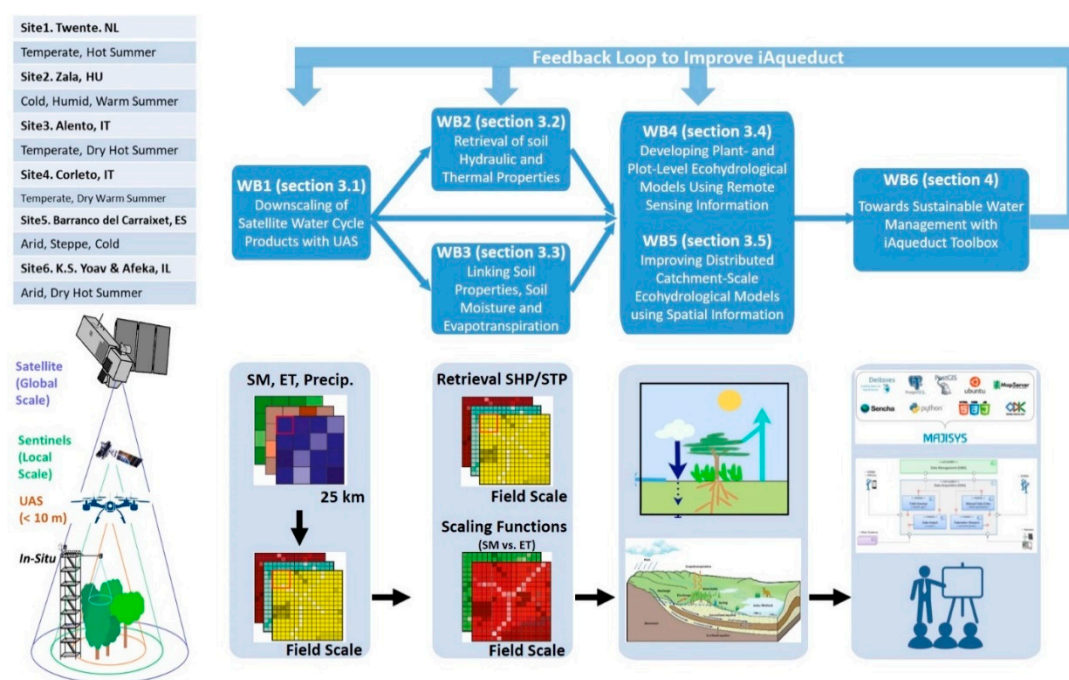 Site1. Twente. NL
Temperate, Hot Summer
Site2. Zala, HU
Cold, Humid, Warm Summer
Site3. Alento, IT
Temperate, Dry Hot Summer
Site4. Corleto, IT
Temperate, Dry Warm Summer
Site5. Barranco del Carraixet, ES
Arid, Steppe, Cold
Site6. K.S. Yoav & Afeka, IL
Arid, Dry Hot Summer
Feedback Loop to Improve iAqueduct
WB1 (section 3.1)
Downscaling of
Satellite Water Cycle
Products with UAS
WB2 (section 3.2)
Retrieval of soil
Hydraulic and
Thermal Properties
WB3 (section 3.3)
Linking Soil
Properties, Soil
Moisture and
Evapotranspiration
WB4 (section 3.4)
Developing Plant- and
Plot-Level Ecohydrological
Models Using Remote
Sensing Information
WB5 (section 3.5)
Improving Distributed
Catchment-Scale
Ecohydrological Models
using Spatial Information
WB6 (section 4)
Towards Sustainable Water
Management with
iAqueduct Toolbox
Satellite
(Global
Scale)
Sentinels
(Local
Scale)
UAS
(< 10 m)
In-Situ
SM, ET, Precip.
25 km
Field Scale
Retrieval SHP/STP
Field Scale
Scaling Functions
(SM vs. ET)
Field Scale
Deltares
PostGIS
ubuntu
MapServer
Sencha
python
HTML
MAJISYS